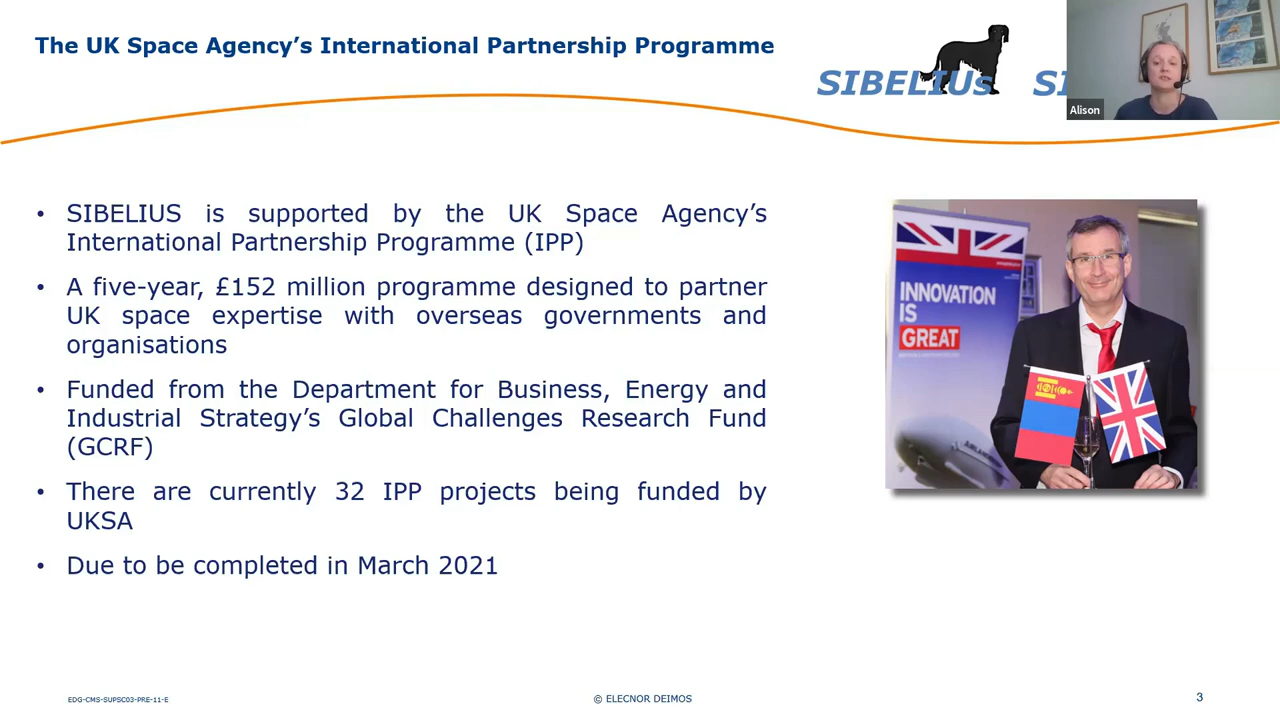 The UK Space Agency’s International Partnership Programme
SIBELIUs
SI
Alison
• SIBELIUS is supported by the UK Space Agency’s
International Partnership Programme (IPP)
• A five-year, £152 million programme designed to partner
UK space expertise with overseas governments and
organisations
• Funded from the Department for Business, Energy and
Industrial Strategy’s Global Challenges Research Fund
(GCRF)
• There are currently 32 IPP projects being funded by
UKSA
• Due to be completed in March 2021
INNOVATION
IS
GREAT
EDG-CMS-SUPSC03-PRE-11-E
© ELECNOR DEIMOS
3